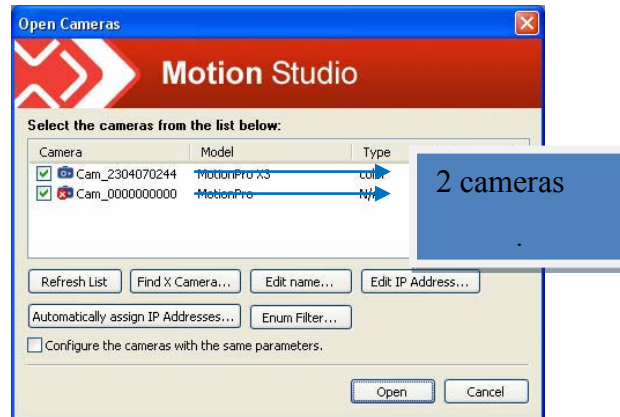 Open Cameras
Motion Studio
Select the cameras from the list below:
Camera Model Type
Cam_2304070244 MotionPro X3 color
Cam_0000000000 MotionPro N/A
2 cameras
.
Refresh List Find X Camera... Edit name... Edit IP Address...
Automatically assign IP Addresses... Enum Filter...
Configure the cameras with the same parameters.
Open Cancel